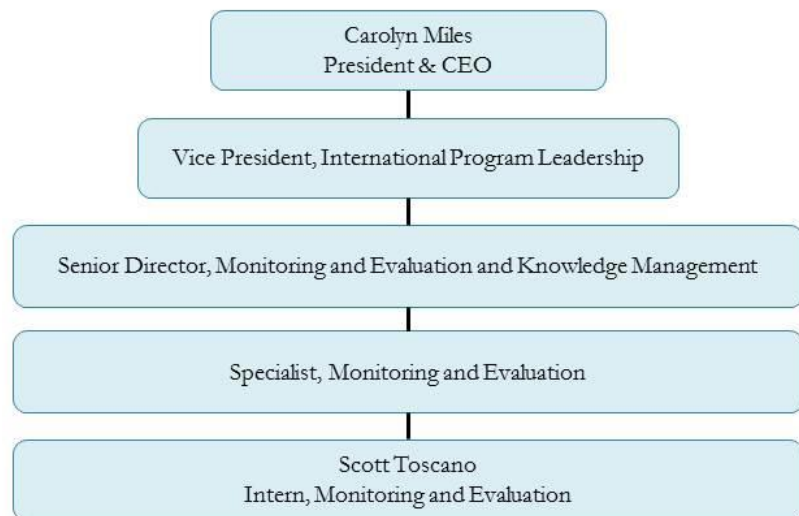 Carolyn Miles
President & CEO
Vice President, International Program Leadership
Senior Director, Monitoring and Evaluation and Knowledge Management
Specialist, Monitoring and Evaluation
Scott Toscano
Intern, Monitoring and Evaluation